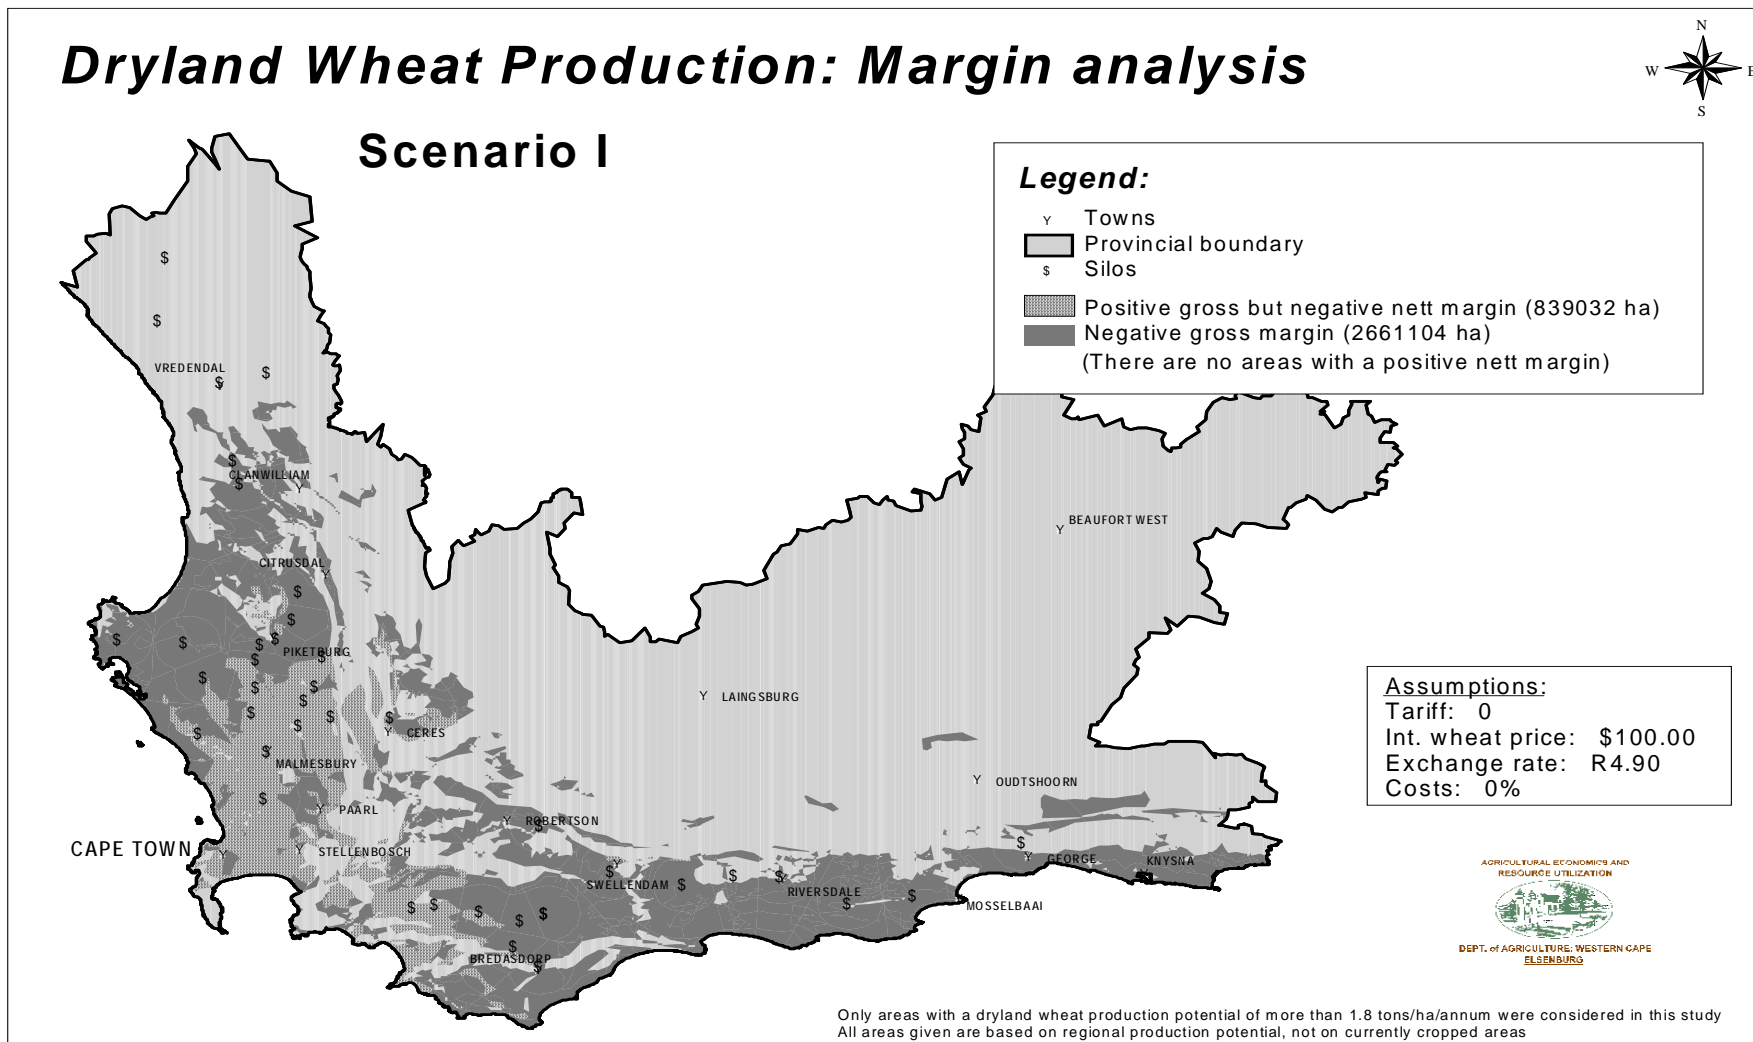 Dryland Wheat Production: Margin analysis
N
W E
S
Scenario I
Legend:
Y Towns
Provincial boundary
$ Silos
Positive gross but negative nett margin (839032 ha)
Negative gross margin (2661104 ha)
(There are no areas with a positive nett margin)
VREDENDAL
CLANWILLIAM
BEAUFORT WEST
CITRUSDAL
PIKETBURG
LAINGSBURG
CERES
MALMESBURY
OUDTSHOORN
PAARL
ROBERTSON
CAPE TOWN
STELLENBOSCH
GEORGE
KNYSNA
SWELLENDAM
RIVERSDALE
MOSSELBAAI
BREDASDORP
Assumptions:
Tariff: 0
Int. wheat price: $100.00
Exchange rate: R4.90
Costs: 0%
AGRICULTURAL ECONOMICS AND
RESOURCE UTILIZATION
DEPT. of AGRICULTURE: WESTERN CAPE
ELSENBURG
Only areas with a dryland wheat production potential of more than 1.8 tons/ha/annum were considered in this study
All areas given are based on regional production potential, not on currently cropped areas